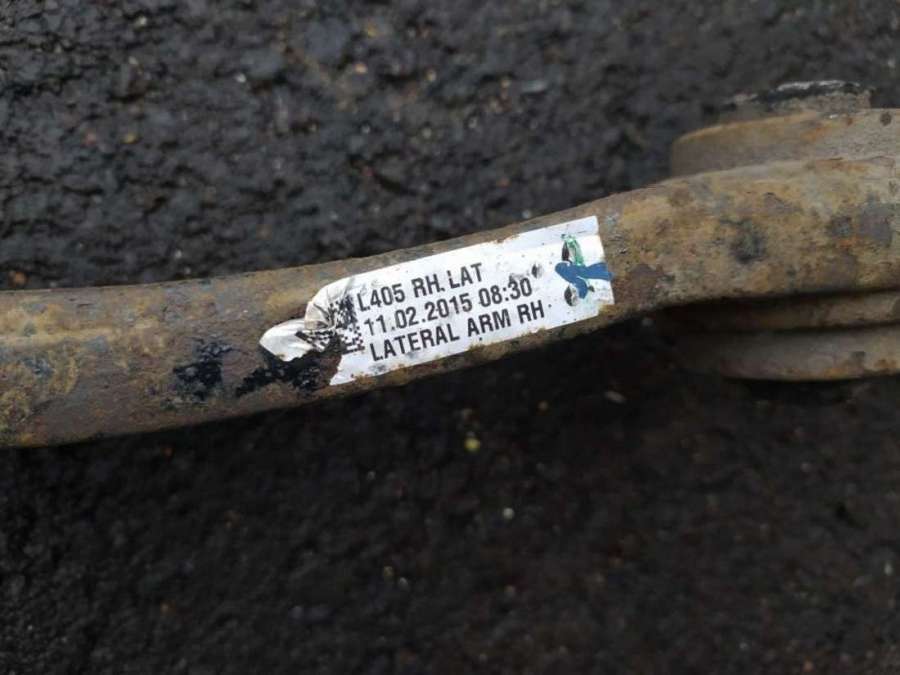 L405 RH. LAT
11.02.2015 08:30
LATERAL ARM RH